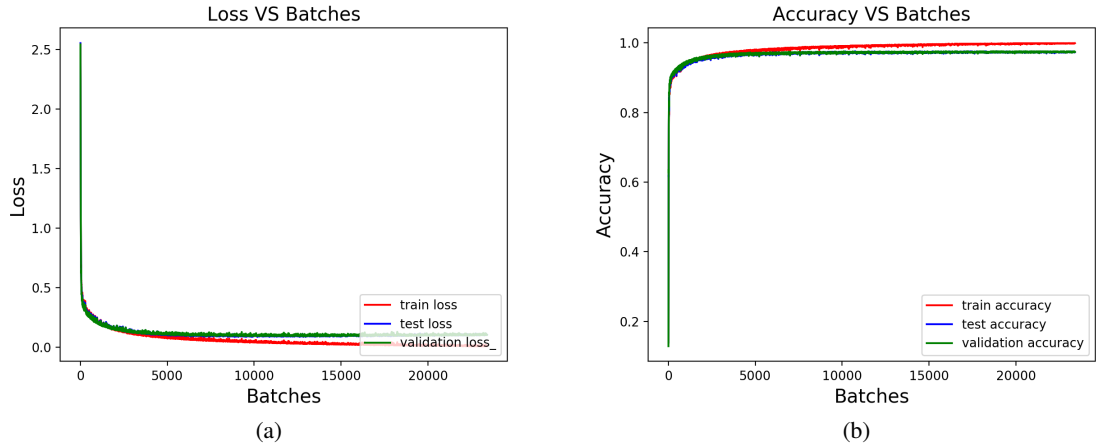 Loss VS Batches
2.5
2.0
1.5
1.0
0.5
0.0
Loss
train loss
test loss
validation loss_
0 5000 10000 15000 20000
Batches
(a)
Accuracy VS Batches
1.0
0.8
0.6
0.4
0.2
Accuracy
train accuracy
test accuracy
validation accuracy
0 5000 10000 15000 20000
Batches
(b)